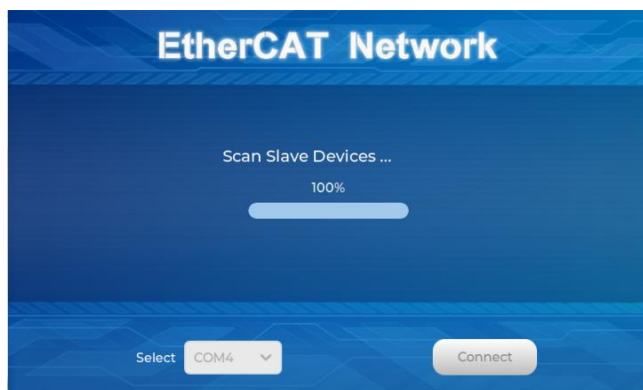 EtherCAT Network
Scan Slave Devices ...
100%
Select COM4 Connect